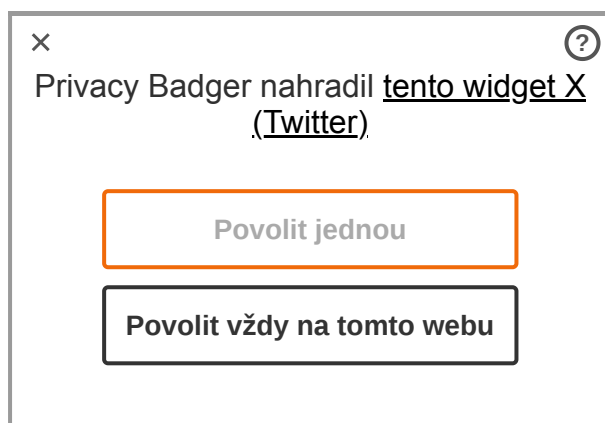 ×
?
Privacy Badger nahradil tento widget X
(Twitter)
Povolit jednou
Povolit vždy na tomto webu